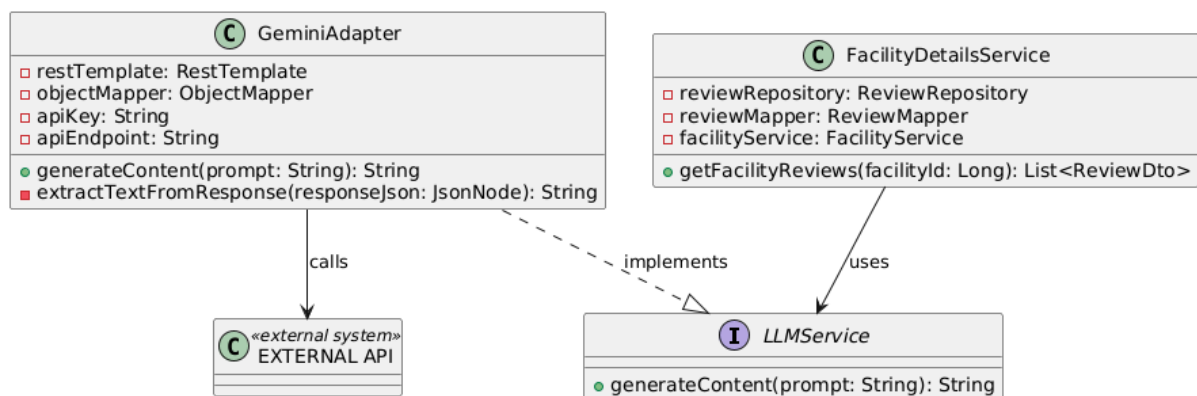 C GeminiAdapter
restTemplate: RestTemplate
objectMapper: ObjectMapper
apiKey: String
apiEndpoint: String
generateContent(prompt: String): String
extractTextFromResponse(responseJson: JsonNode): String
C FacilityDetailsService
reviewRepository: ReviewRepository
reviewMapper: ReviewMapper
facilityService: FacilityService
getFacilityReviews(facilityId: Long): List<ReviewDto>
calls
implements
uses
C «external system»
EXTERNAL API
I LLMService
generateContent(prompt: String): String